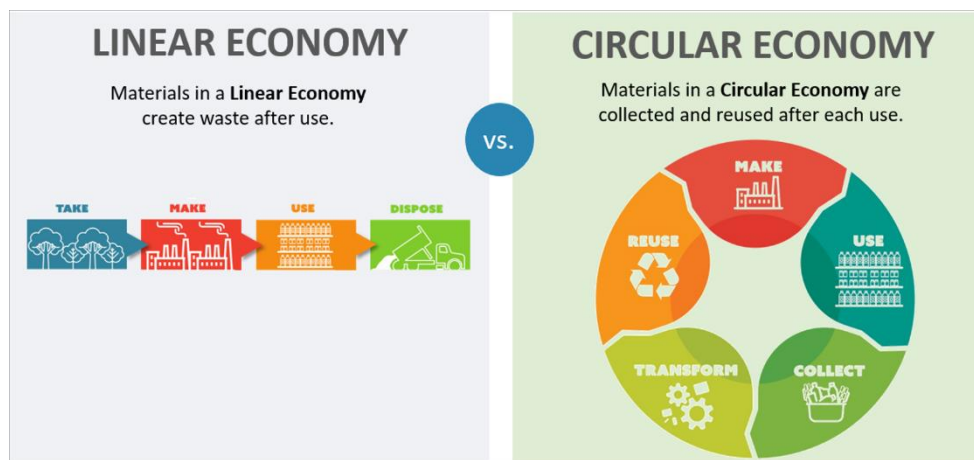 LINEAR ECONOMY
Materials in a Linear Economy
create waste after use.
TAKE
MAKE
USE
DISPOSE
vs.
CIRCULAR ECONOMY
Materials in a Circular Economy are
collected and reused after each use.
MAKE
USE
COLLECT
TRANSFORM
REUSE